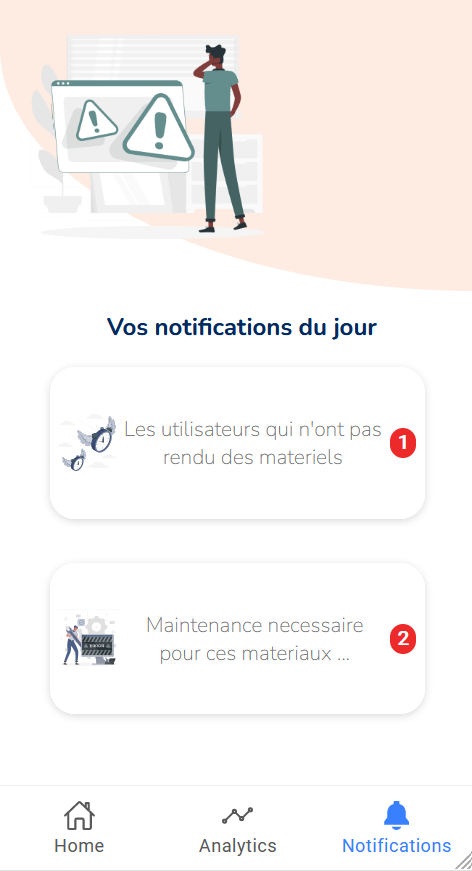 Vos notifications du jour
Les utilisateurs qui n'ont pas
rendu des materiels
1
Maintenance necessaire
pour ces materiaux ...
2
Home
Analytics
Notifications